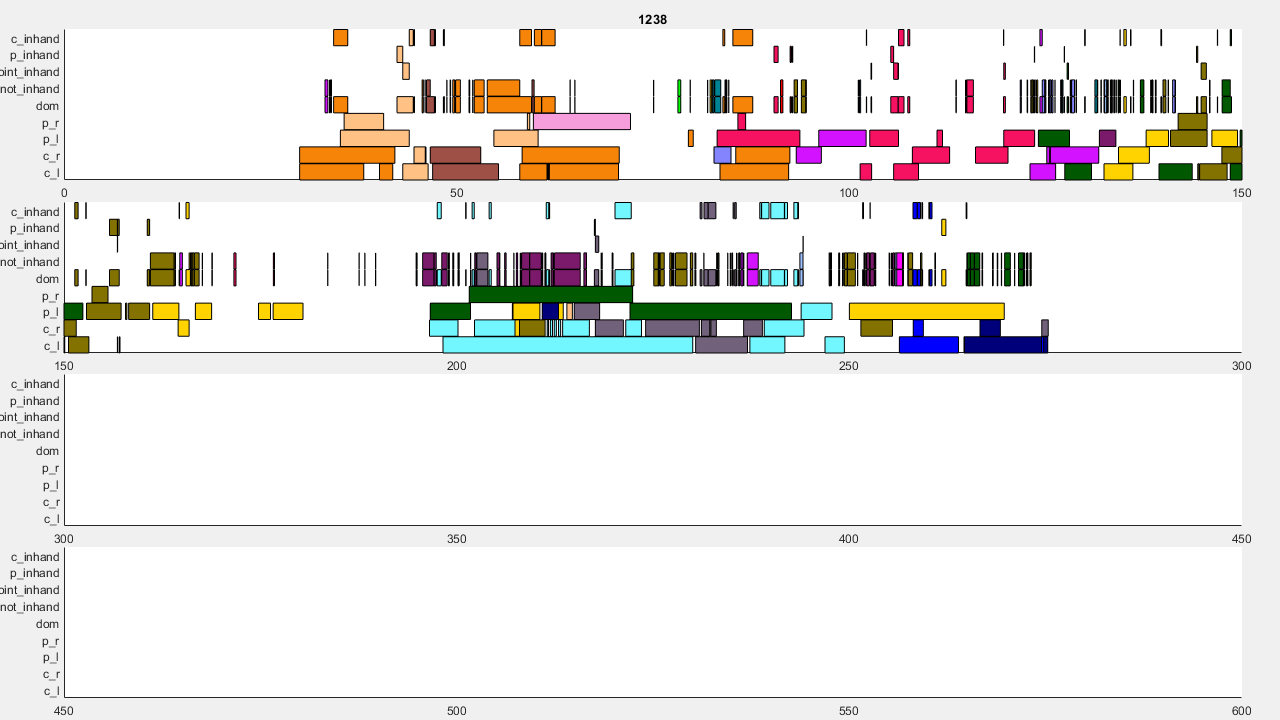 1238
c_inhand
p_inhand
oint_inhand
not_inhand
dom
p_r
p_l
c_r
c_l
0 50 100 150
c_inhand
p_inhand
oint_inhand
not_inhand
dom
p_r
p_l
c_r
c_l
150 200 250 300
c_inhand
p_inhand
oint_inhand
not_inhand
dom
p_r
p_l
c_r
c_l
300 350 400 450
c_inhand
p_inhand
oint_inhand
not_inhand
dom
p_r
p_l
c_r
c_l
450 500 550 600